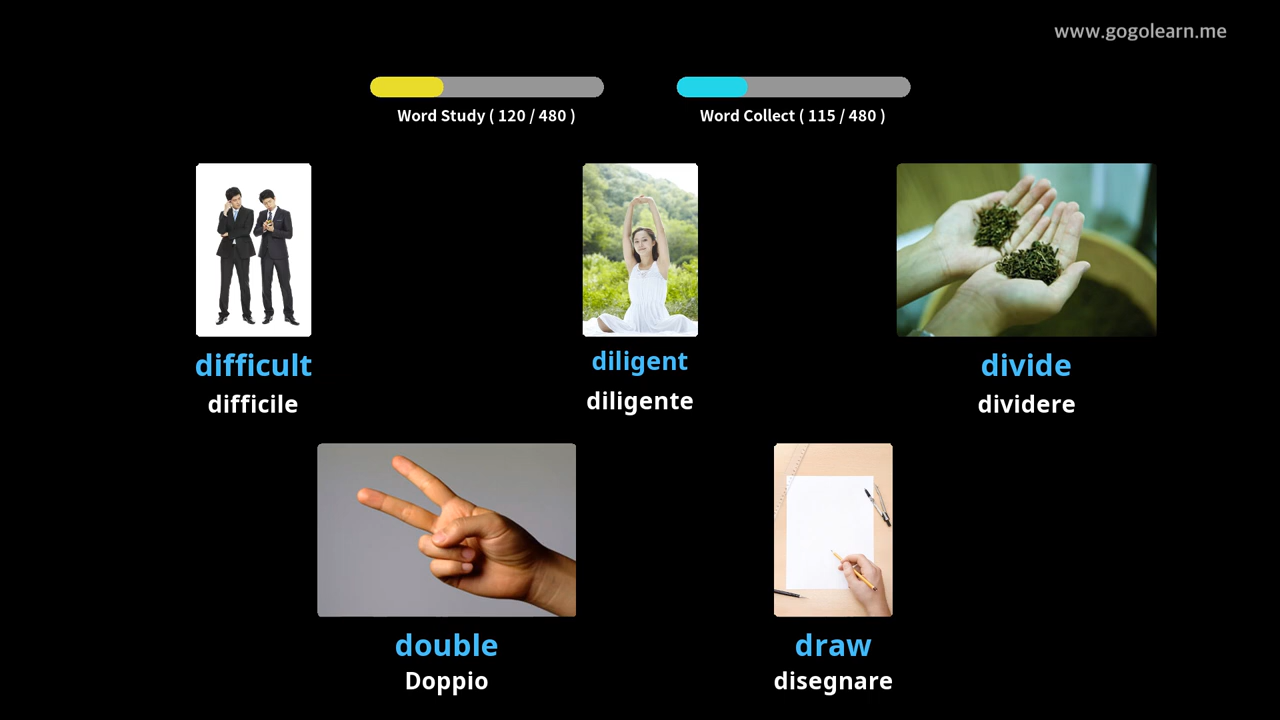 www.gogolearn.me
Word Study ( 120 / 480 )
Word Collect ( 115 / 480 )
difficult
difficile
diligent
diligente
divide
dividere
double
Doppio
draw
disegnare